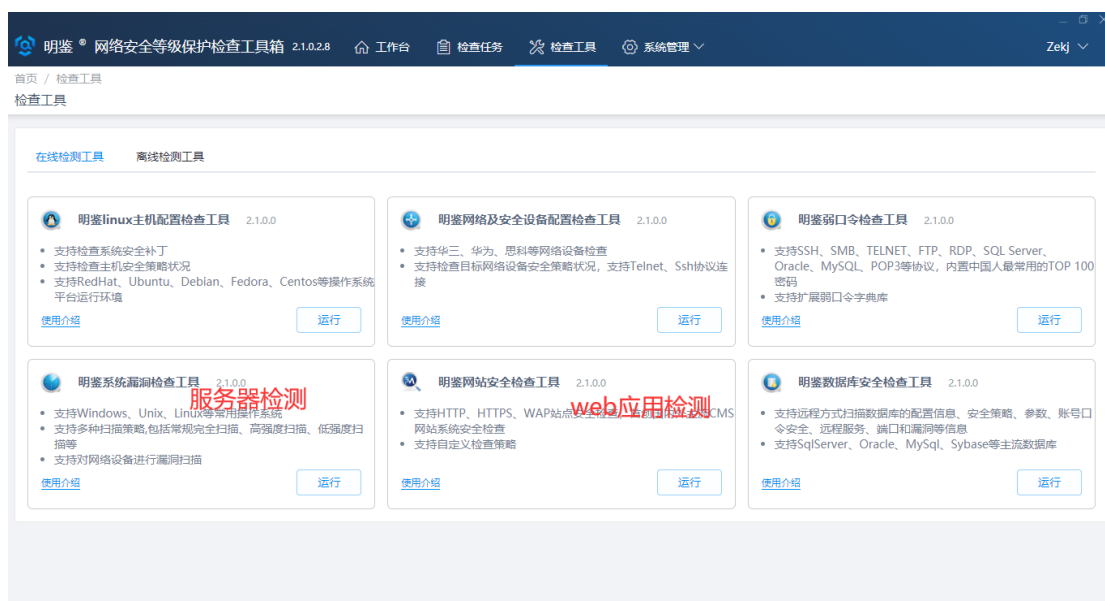 明鉴 ® 网络安全等级保护检查工具箱 2.1.0.2.8 工作台 检查任务 检查工具 系统管理 Zekj
首页 / 检查工具
检查工具
在线检测工具 离线检测工具
明鉴linux主机配置检查工具 2.1.0.0
支持检查系统安全补丁
支持检查主机安全策略状况
支持RedHat、Ubuntu、Debian、Fedora、Centos等操作系统
平台运行环境
使用介绍 运行
明鉴网络及安全设备配置检查工具 2.1.0.0
支持华三、华为、思科等网络设备检查
支持检查目标网络设备安全策略状况，支持Telnet、Ssh协议连
接
使用介绍 运行
明鉴弱口令检查工具 2.1.0.0
支持SSH、SMB、TELNET、FTP、RDP、SQL Server、
Oracle、MySQL、POP3等协议，内置中国人最常用的TOP 100
密码
支持扩展弱口令字典库
使用介绍 运行
明鉴系统漏洞检查工具 2.1.0.0
服务器检测
支持Windows、Unix、Linux等常用操作系统
支持多种扫描策略,包括常规完全扫描、高强度扫描、低强度扫
描等
支持对网络设备进行漏洞扫描
使用介绍 运行
明鉴网站安全检查工具 2.1.0.0
web应用检测
支持HTTP、HTTPS、WAP站点安全检查，CMS
网站系统安全检查
支持自定义检查策略
使用介绍 运行
明鉴数据库安全检查工具 2.1.0.0
支持远程方式扫描数据库的配置信息、安全策略、参数、账号口
令安全、远程服务、端口和漏洞等信息
支持SqlServer、Oracle、MySql、Sybase等主流数据库
使用介绍 运行